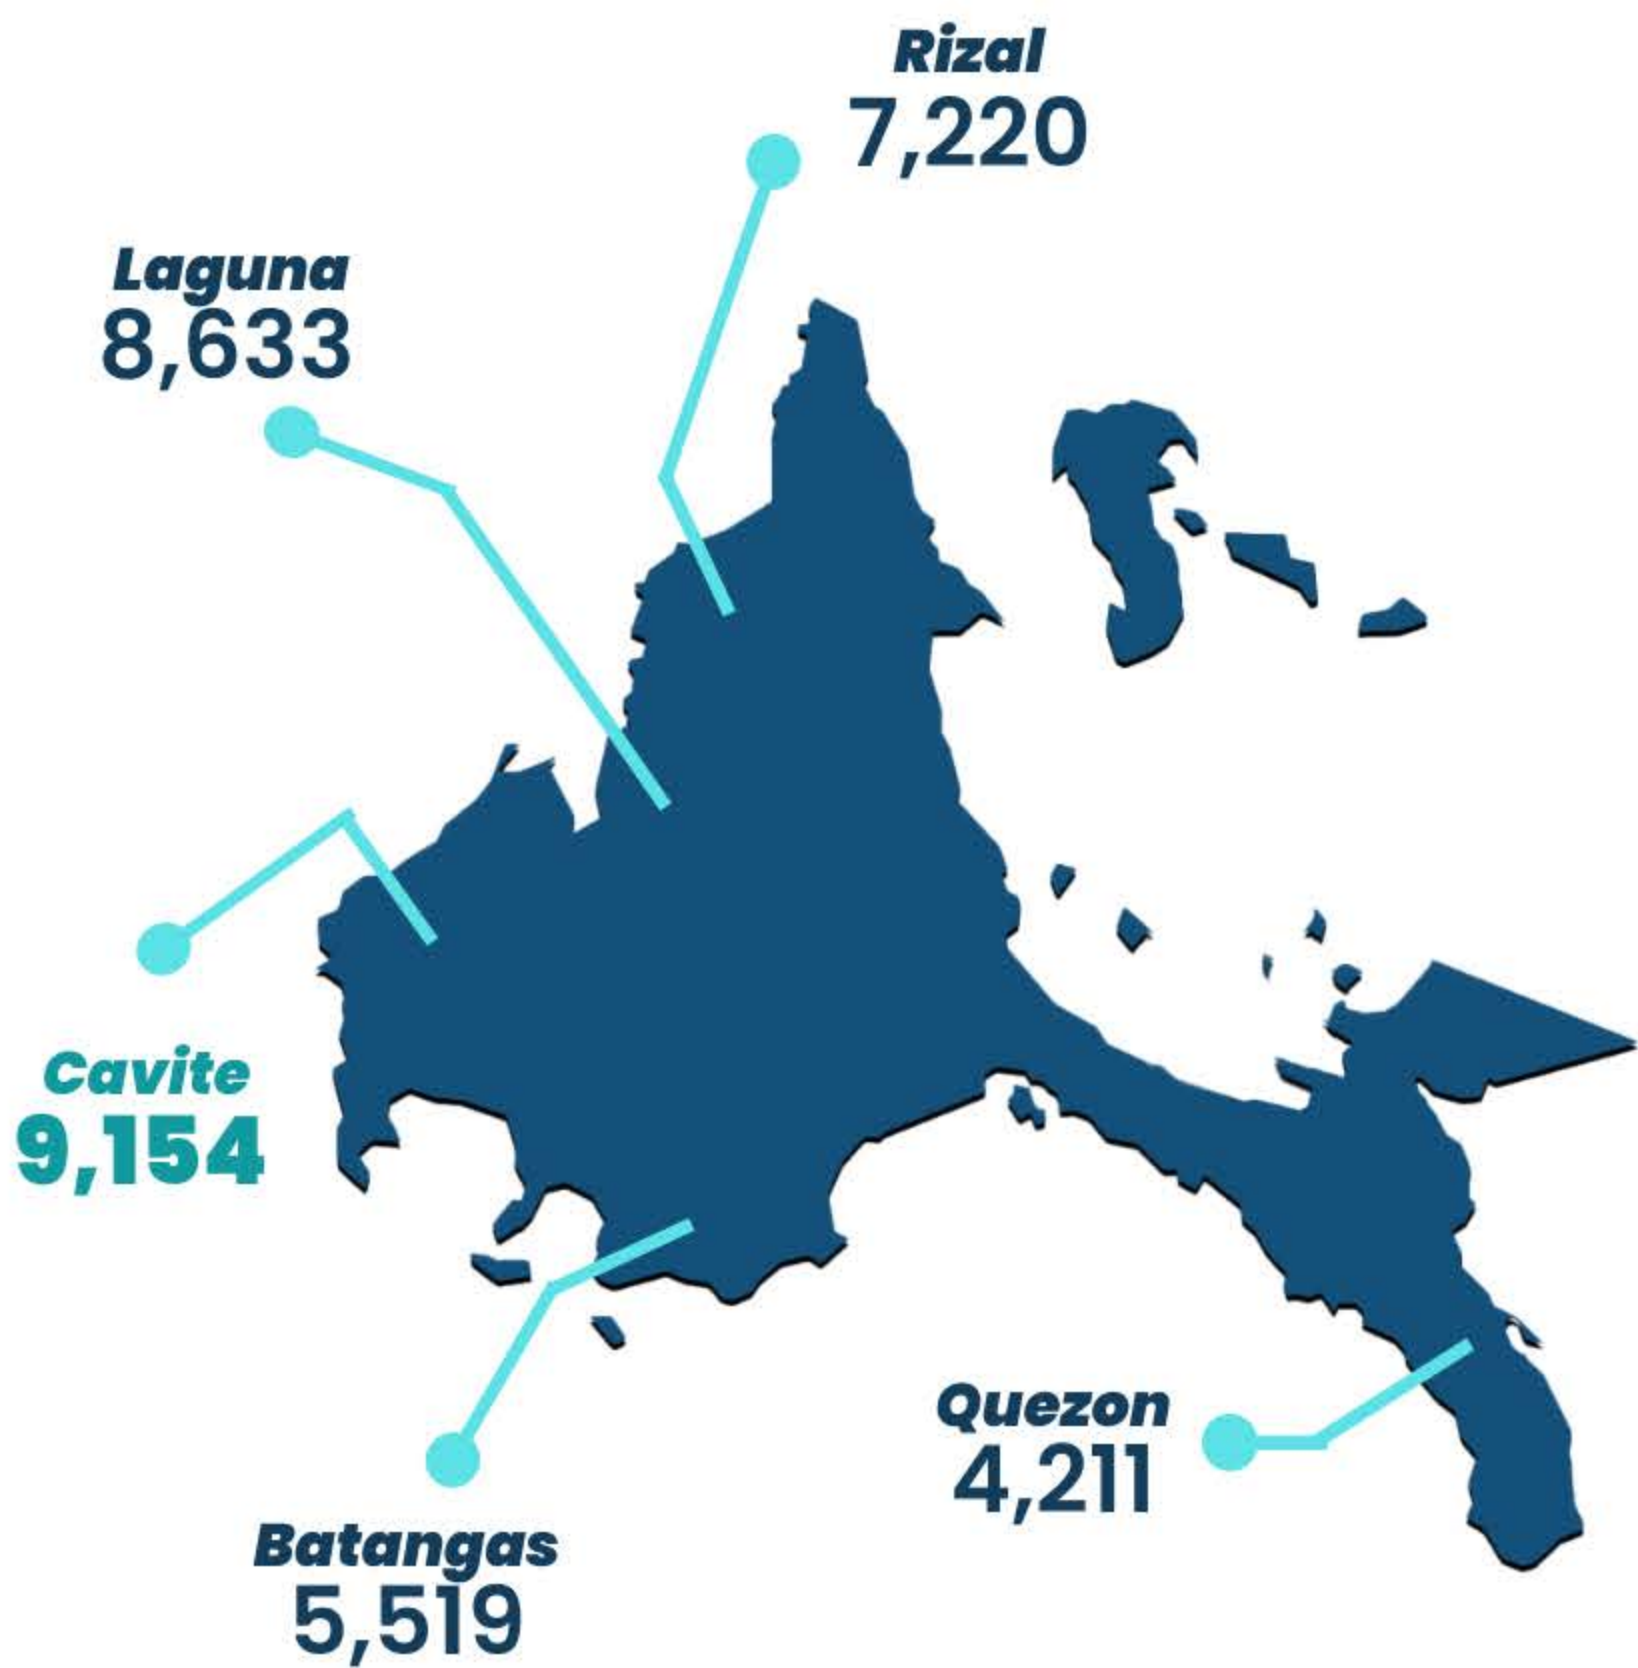 Rizal
7,220
Laguna
8,633
Cavite
9,154
Quezon
4,211
Batangas
5,519